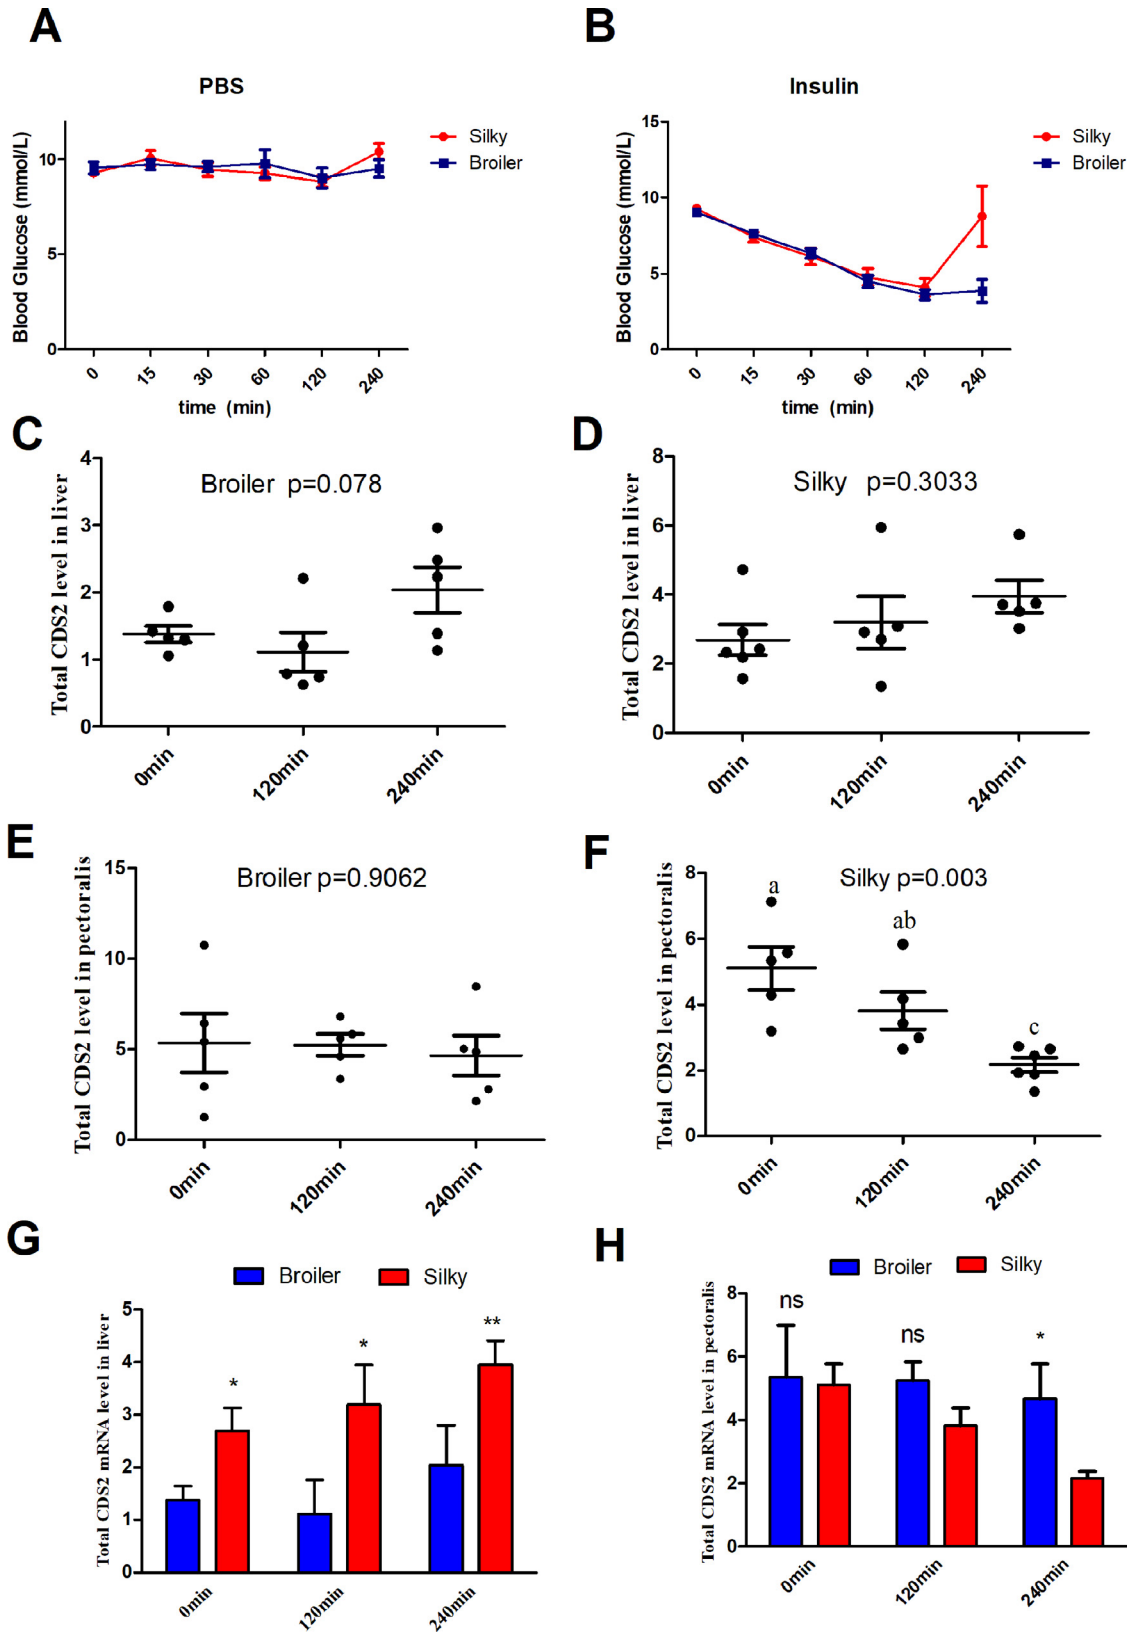 A
PBS
Blood Glucose (mmol/L)
10
5
0
0
15
30
60
120
240
time (min)
Silky
Broiler
B
Insulin
Blood Glucose (mmol/L)
15
10
5
0
0
15
30
60
120
240
time (min)
Silky
Broiler
C
Broiler p=0.078
Total CDS2 level in liver
4
3
2
1
0
0min
120min
240min
D
Silky p=0.3033
Total CDS2 level in liver
8
6
4
2
0
0min
120min
240min
E
Broiler p=0.9062
Total CDS2 level in pectoralis
15
10
5
0
0min
120min
240min
F
Silky p=0.003
Total CDS2 level in pectoralis
8
6
4
2
0
a
ab
c
0min
120min
240min
G
Broiler
Silky
Total CDS2 mRNA level in liver
5
4
3
2
1
0
*
*
**
0min
120min
240min
H
Broiler
Silky
Total CDS2 mRNA level in pectoralis
8
6
4
2
0
ns
ns
*
0min
120min
240min